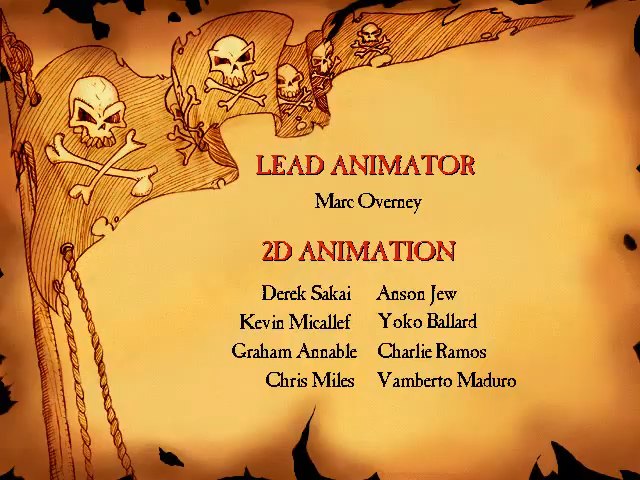 LEAD ANIMATOR
Marc Overney
2D ANIMATION
Derek Sakai Anson Jew
Kevin Micallef Yoko Ballard
Graham Annable Charlie Ramos
Chris Miles Vamberto Maduro